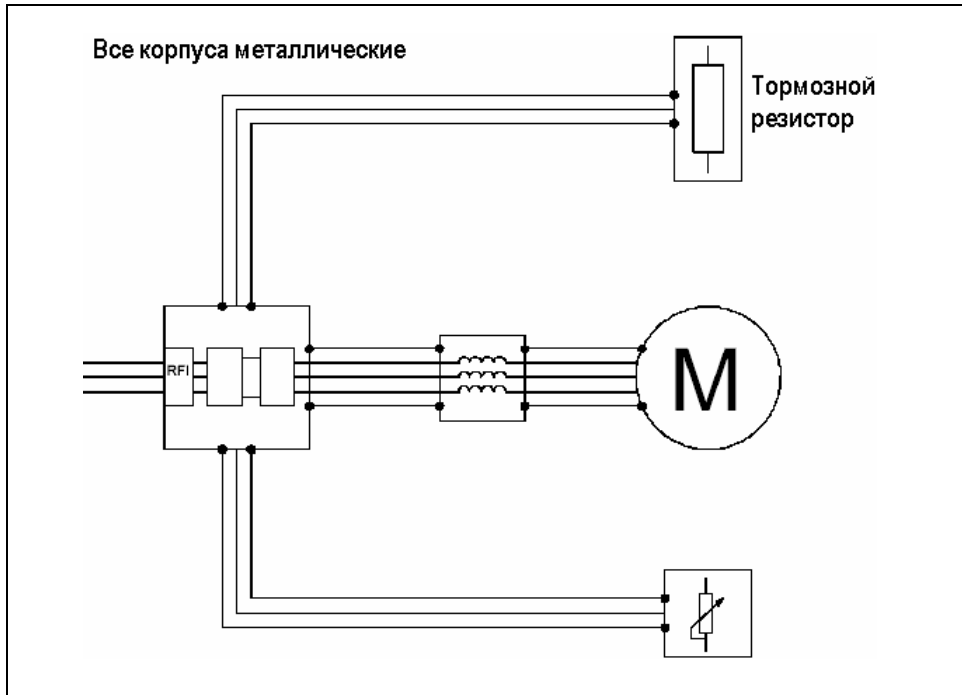 Все корпуса металлические
Тормозной
резистор
RFI
M